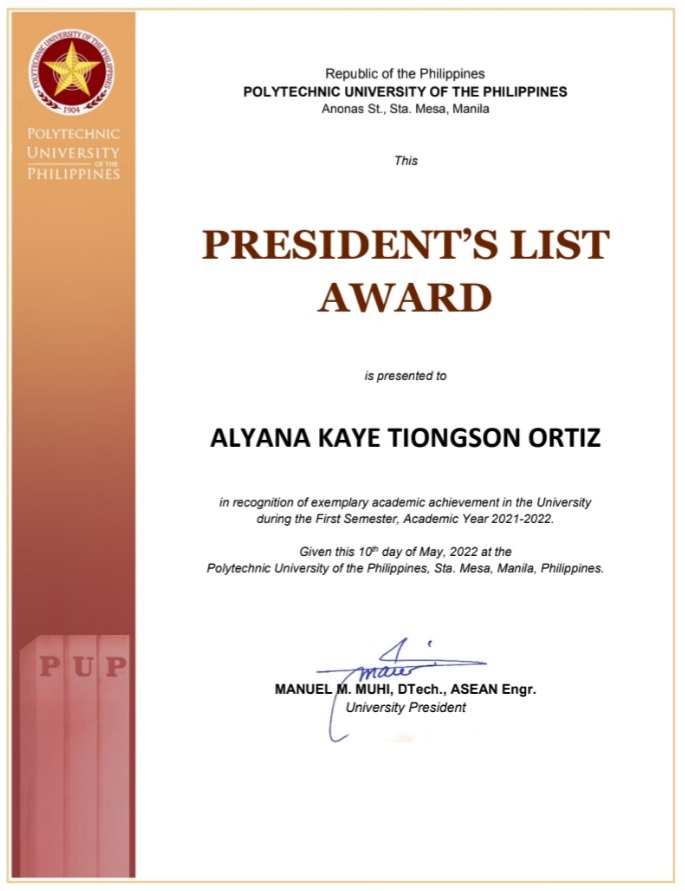 POLYTECHNIC UNIVERSITY OF THE PHILIPPINES
1904
POLYTECHNIC
UNIVERSITY
OF THE
PHILIPPINES
Republic of the Philippines
POLYTECHNIC UNIVERSITY OF THE PHILIPPINES
Anonas St., Sta. Mesa, Manila
This
PRESIDENT’S LIST
AWARD
is presented to
ALYANA KAYE TIONGSON ORTIZ
in recognition of exemplary academic achievement in the University
during the First Semester, Academic Year 2021-2022.
Given this 10th day of May, 2022 at the
Polytechnic University of the Philippines, Sta. Mesa, Manila, Philippines.
MANUEL M. MUHI, DTech., ASEAN Engr.
University President
P U P